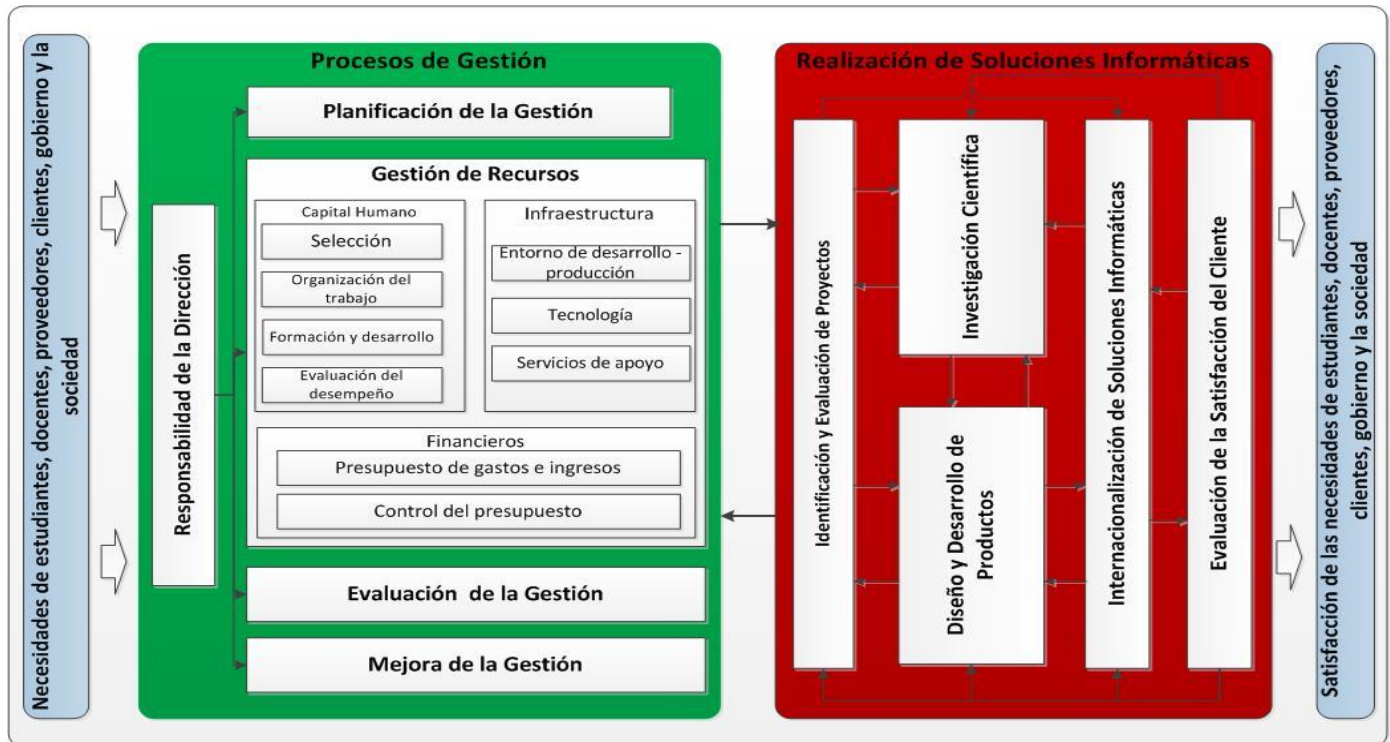 Necesidades de estudiantes, docentes, proveedores, clientes, gobierno y la
sociedad
Procesos de Gestión
Responsabilidad de la Dirección
Planificación de la Gestión
Gestión de Recursos
Capital Humano
Selección
Organización del
trabajo
Formación y desarrollo
Evaluación del
desempeño
Infraestructura
Entorno de desarrollo -
producción
Tecnología
Servicios de apoyo
Financieros
Presupuesto de gastos e ingresos
Control del presupuesto
Evaluación de la Gestión
Mejora de la Gestión
Realización de Soluciones Informáticas
Identificación y Evaluación de Proyectos
Investigación Científica
Diseño y Desarrollo de
Productos
Internacionalización de Soluciones Informáticas
Evaluación de la Satisfacción del Cliente
Satisfacción de las necesidades de estudiantes, docentes, proveedores,
clientes, gobierno y la sociedad